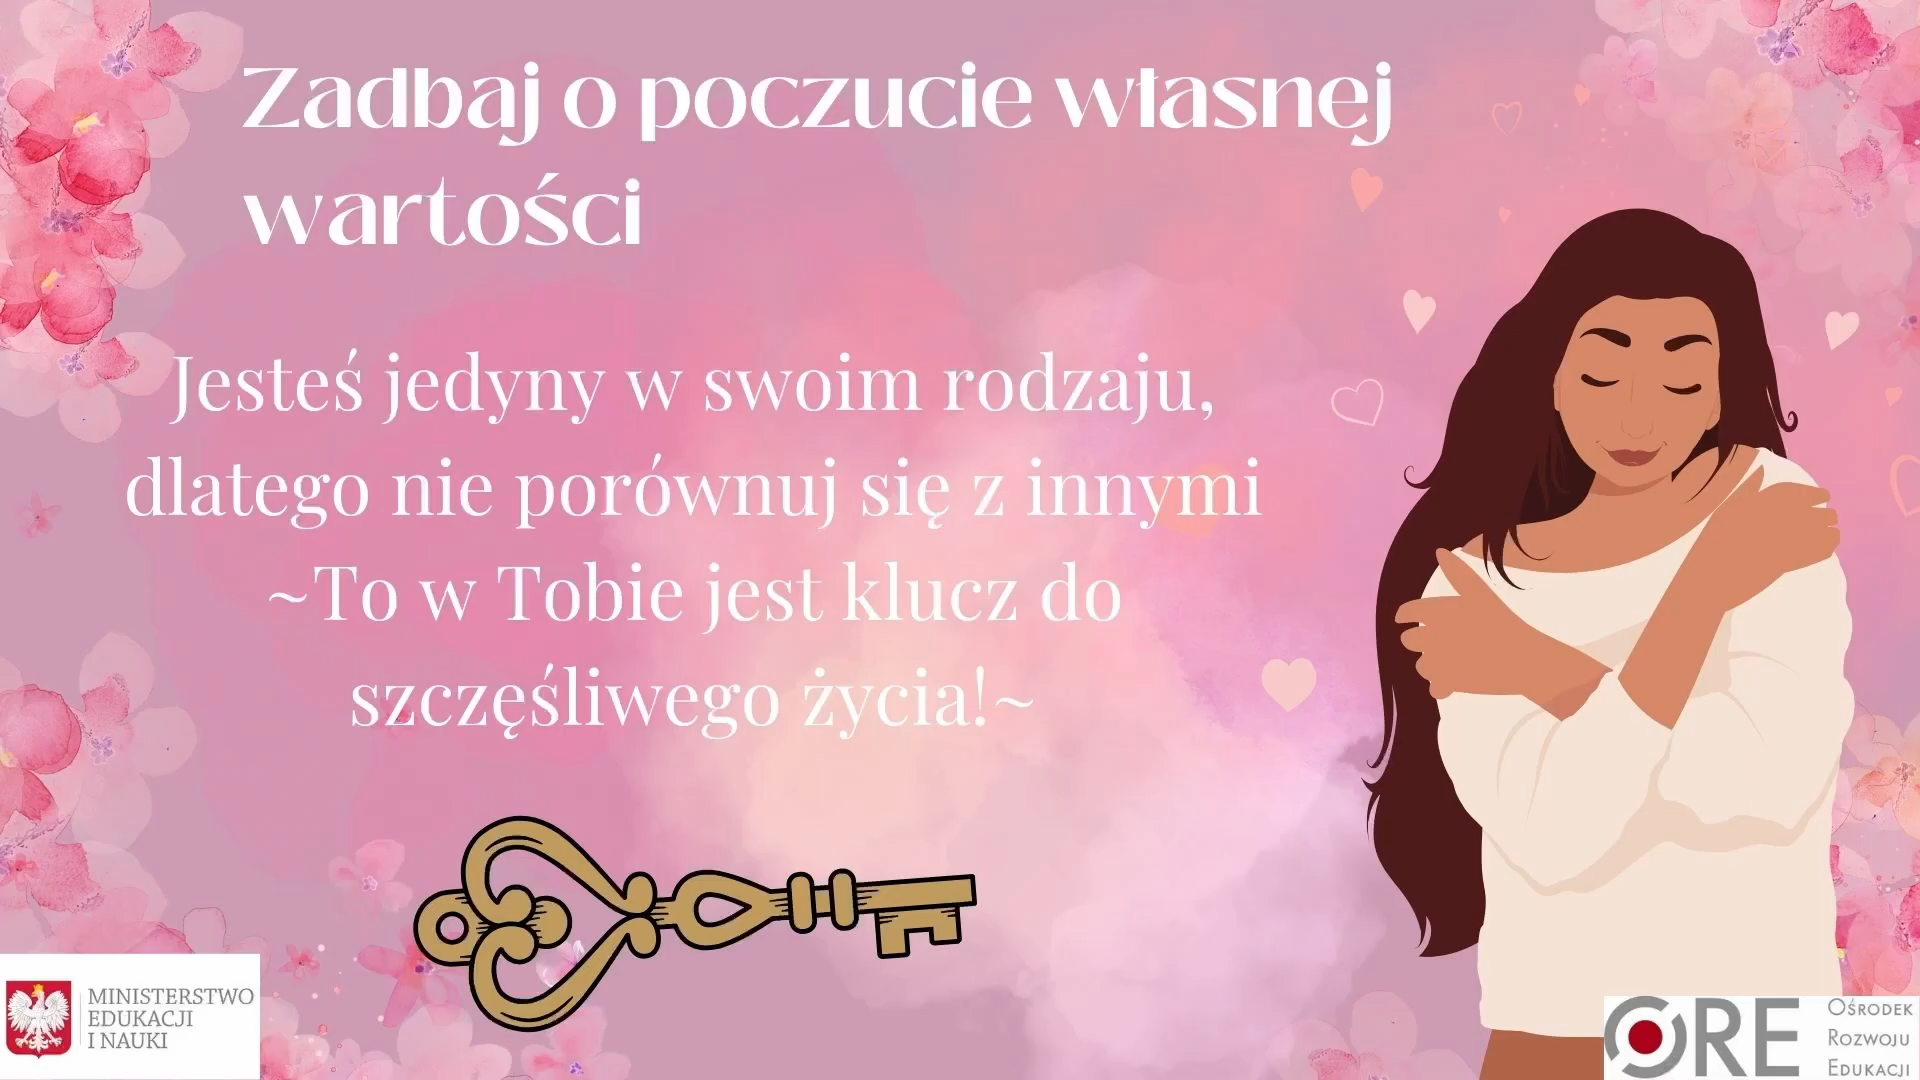 Zadbaj o poczucie własnej
wartości
Jesteś jedyny w swoim rodzaju,
dlatego nie porównuj się z innymi
~To w Tobie jest klucz do
szczęśliwego życia!~
MINISTERSTWO
EDUKACJI
I NAUKI
ORE
OŚRODEK
ROZWOJU
EDUKACJI